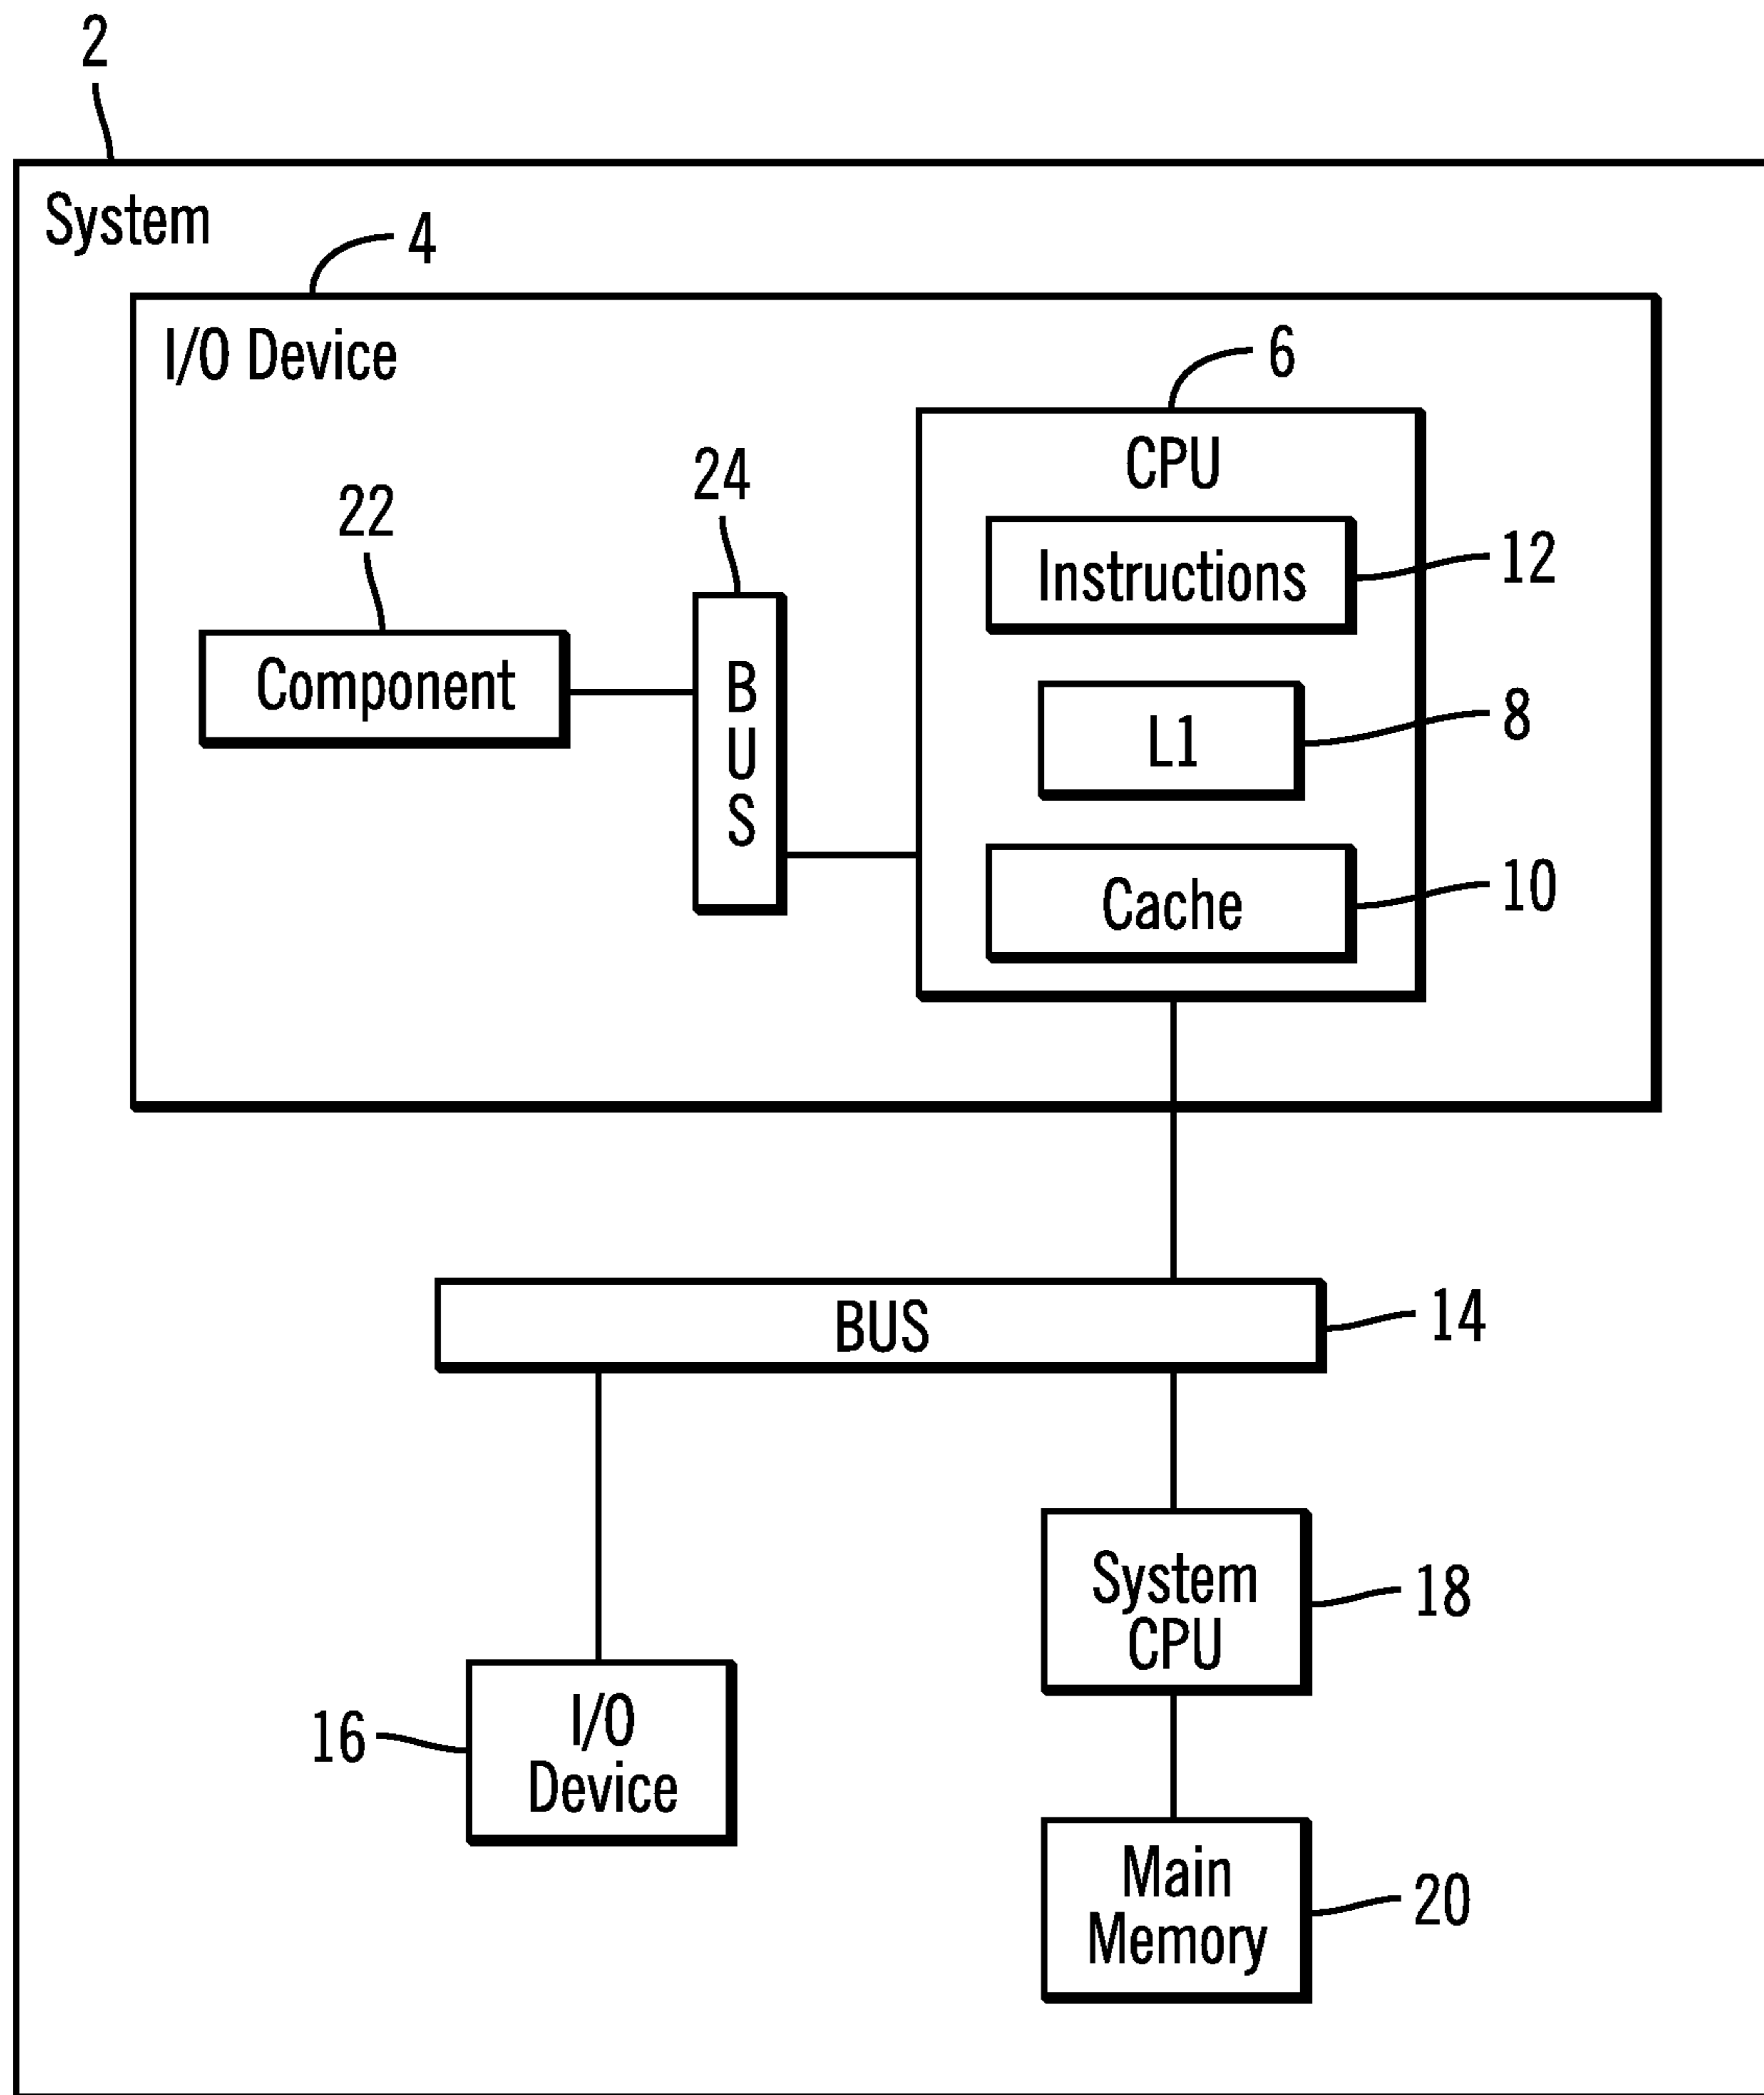 2
System
4
I/O Device
6
CPU
24
22
Instructions
12
Component
BUS
L1
8
Cache
10
BUS
14
System
CPU
18
I/O
Device
16
Main
Memory
20